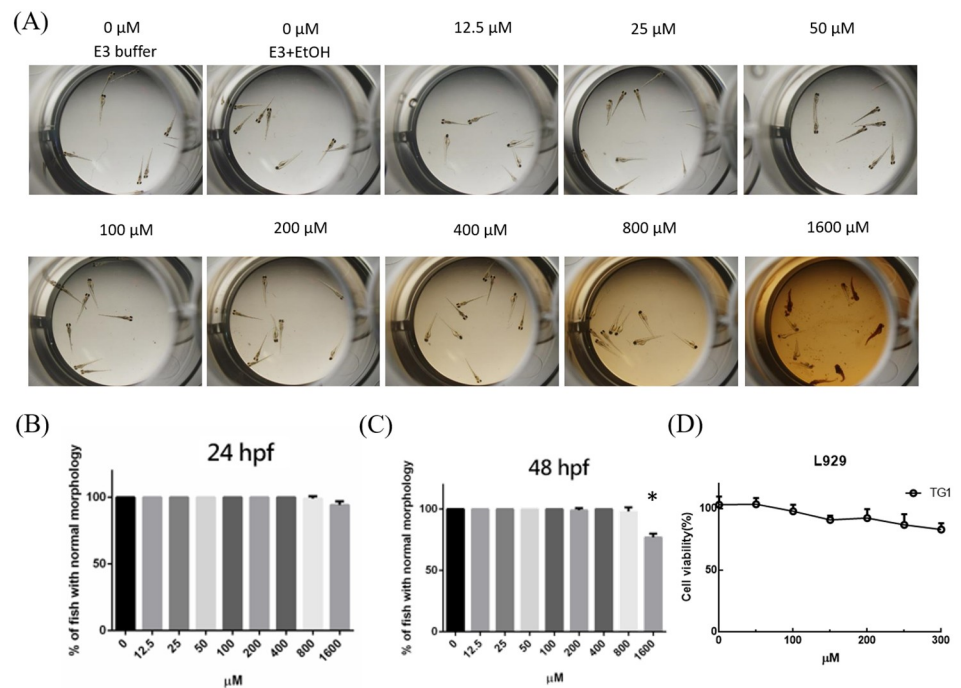 (A)
0 μM 0 μM 12.5 μM 25 μM 50 μM
E3 buffer E3+EtOH
100 μM 200 μM 400 μM 800 μM 1600 μM
(B)
24 hpf
% of fish with normal morphology
100
50
0
0 12.5 25 50 100 200 400 800 1600
μM
(C)
48 hpf
% of fish with normal morphology
100
50
0
*
0 12.5 25 50 100 200 400 800 1600
μM
(D)
L929
TG1
Cell viability(%)
100
50
0
0 100 200 300
μM